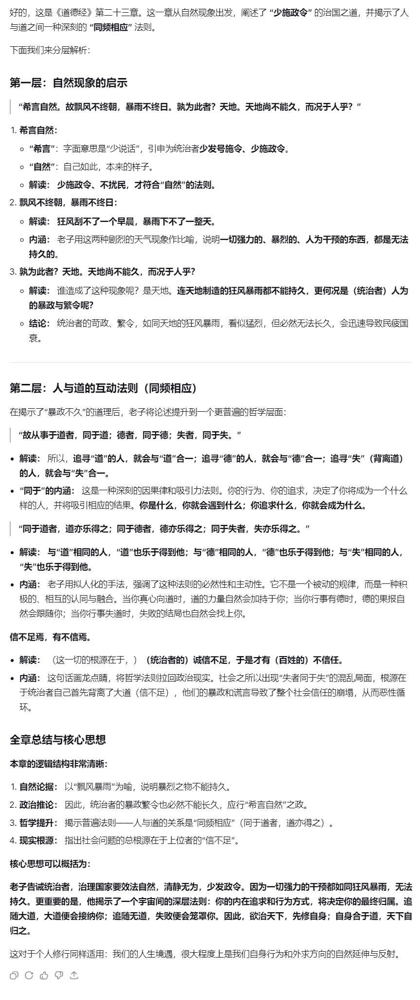 好的，这是《道德经》第二十三章。这一章从自然现象出发，阐述了 “少施政令” 的治国之道，并揭示了人
与道之间一种深刻的 “同频相应” 法则。
下面我们来分层解析：
第一层：自然现象的启示
“希言自然。故飘风不终朝，暴雨不终日。孰为此者？天地。天地尚不能久，而况于人乎？”
1. 希言自然：
“希言”：字面意思是“少说话”，引申为统治者少发号施令、少施政令。
“自然”：自己如此，本来的样子。
解读： 少施政令、不扰民，才符合“自然”的法则。
2. 飘风不终朝，暴雨不终日：
解读： 狂风刮不了一个早晨，暴雨下不了一整天。
内涵： 老子用这两种剧烈的天气现象作比喻，说明一切强力的、暴烈的、人为干预的东西，都是无法
持久的。
3. 孰为此者？天地。天地尚不能久，而况于人乎？
解读： 谁造成了这种现象呢？是天地。连天地制造的狂风暴雨都不能持久，更何况是（统治者）人为
的暴政与繁令呢？
结论： 统治者的苛政、繁令，如同天地的狂风暴雨，看似猛烈，但必然无法长久，会迅速导致民疲国
衰。
第二层：人与道的互动法则（同频相应）
在揭示了“暴政不久”的道理后，老子将论述提升到一个更普遍的哲学层面：
“故从事于道者，同于道；德者，同于德；失者，同于失。”
解读： 所以，追寻“道”的人，就会与“道”合一；追寻“德”的人，就会与“德”合一；追寻“失”（背离道）
的人，就会与“失”合一。
“同于”的内涵： 这是一种深刻的因果律和吸引力法则。你的行为、你的追求，决定了你将成为一个什么
样的人，并将吸引相应的结果。你是什么，你就会遇到什么；你追求什么，你就会成为什么。
“同于道者，道亦乐得之；同于德者，德亦乐得之；同于失者，失亦乐得之。”
解读： 与“道”相同的人，“道”也乐于得到他；与“德”相同的人，“德”也乐于得到他；与“失”相同的人，
“失”也乐于得到他。
内涵： 老子用拟人化的手法，强调了这种法则的必然性和主动性。它不是一个被动的规律，而是一种积
极的、相互的认同与融合。当你真心向道时，道的力量自然会加持于你；当你行事有德时，德的果报自
然会跟随你；当你行事失道时，失败的结局也自然会找上你。
信不足焉，有不信焉。
解读： （这一切的根源在于，）（统治者的）诚信不足，于是才有（百姓的）不信任。
内涵： 这句话画龙点睛，将哲学法则拉回政治现实。社会之所以出现“失者同于失”的混乱局面，根源在
于统治者自己首先背离了大道（信不足），他们的暴政和谎言导致了整个社会信任的崩塌，从而恶性循
环。
全章总结与核心思想
本章的逻辑结构非常清晰：
1. 自然论据： 以“飘风暴雨”为喻，说明暴烈之物不能持久。
2. 政治推论： 因此，统治者的暴政繁令也必然不能长久，应行“希言自然”之政。
3. 哲学提升： 揭示普遍法则——人与道的关系是“同频相应”（同于道者，道亦得之）。
4. 现实根源： 指出社会问题的总根源在于上位者的“信不足”。
核心思想可以概括为：
老子告诫统治者，治理国家要效法自然，清静无为，少发政令。因为一切强力的干预都如同狂风暴雨，无法
持久。更重要的是，他揭示了一个宇宙间的深层法则：你的内在追求和行为方式，将决定你的最终归属。追
随大道，大道便会接纳你；追随无道，失败便会笼罩你。因此，欲治天下，先修自身；自身合于道，天下自
归之。
这对于个人修行同样适用：我们的人生境遇，很大程度上是我们自身行为和外求方向的自然延伸与反射。